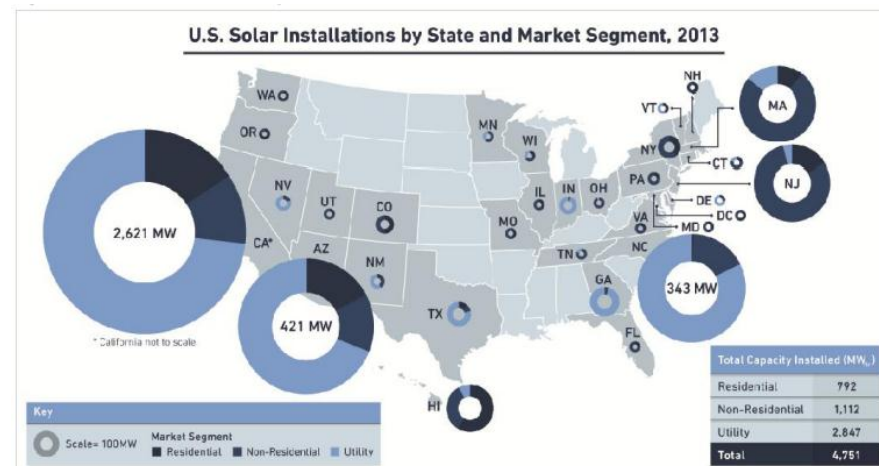 U.S. Solar Installations by State and Market Segment, 2013
NH
WA
MA
VT
MN
OR
NY
WI
CT
2,621 MW
NV
PA
NJ
IL
IN
OH
UT
CO
DE
MO
VA
DC
MD
CA*
AZ
NC
TN
NM
GA
343 MW
421 MW
TX
* California not to scale
FL
Total Capacity Installed (MWdc)
Residential 792
HI
Key
Non-Residential 1,112
Scale= 100MW
Market Segment
Residential Non-Residential Utility
Utility 2,847
Total 4,751